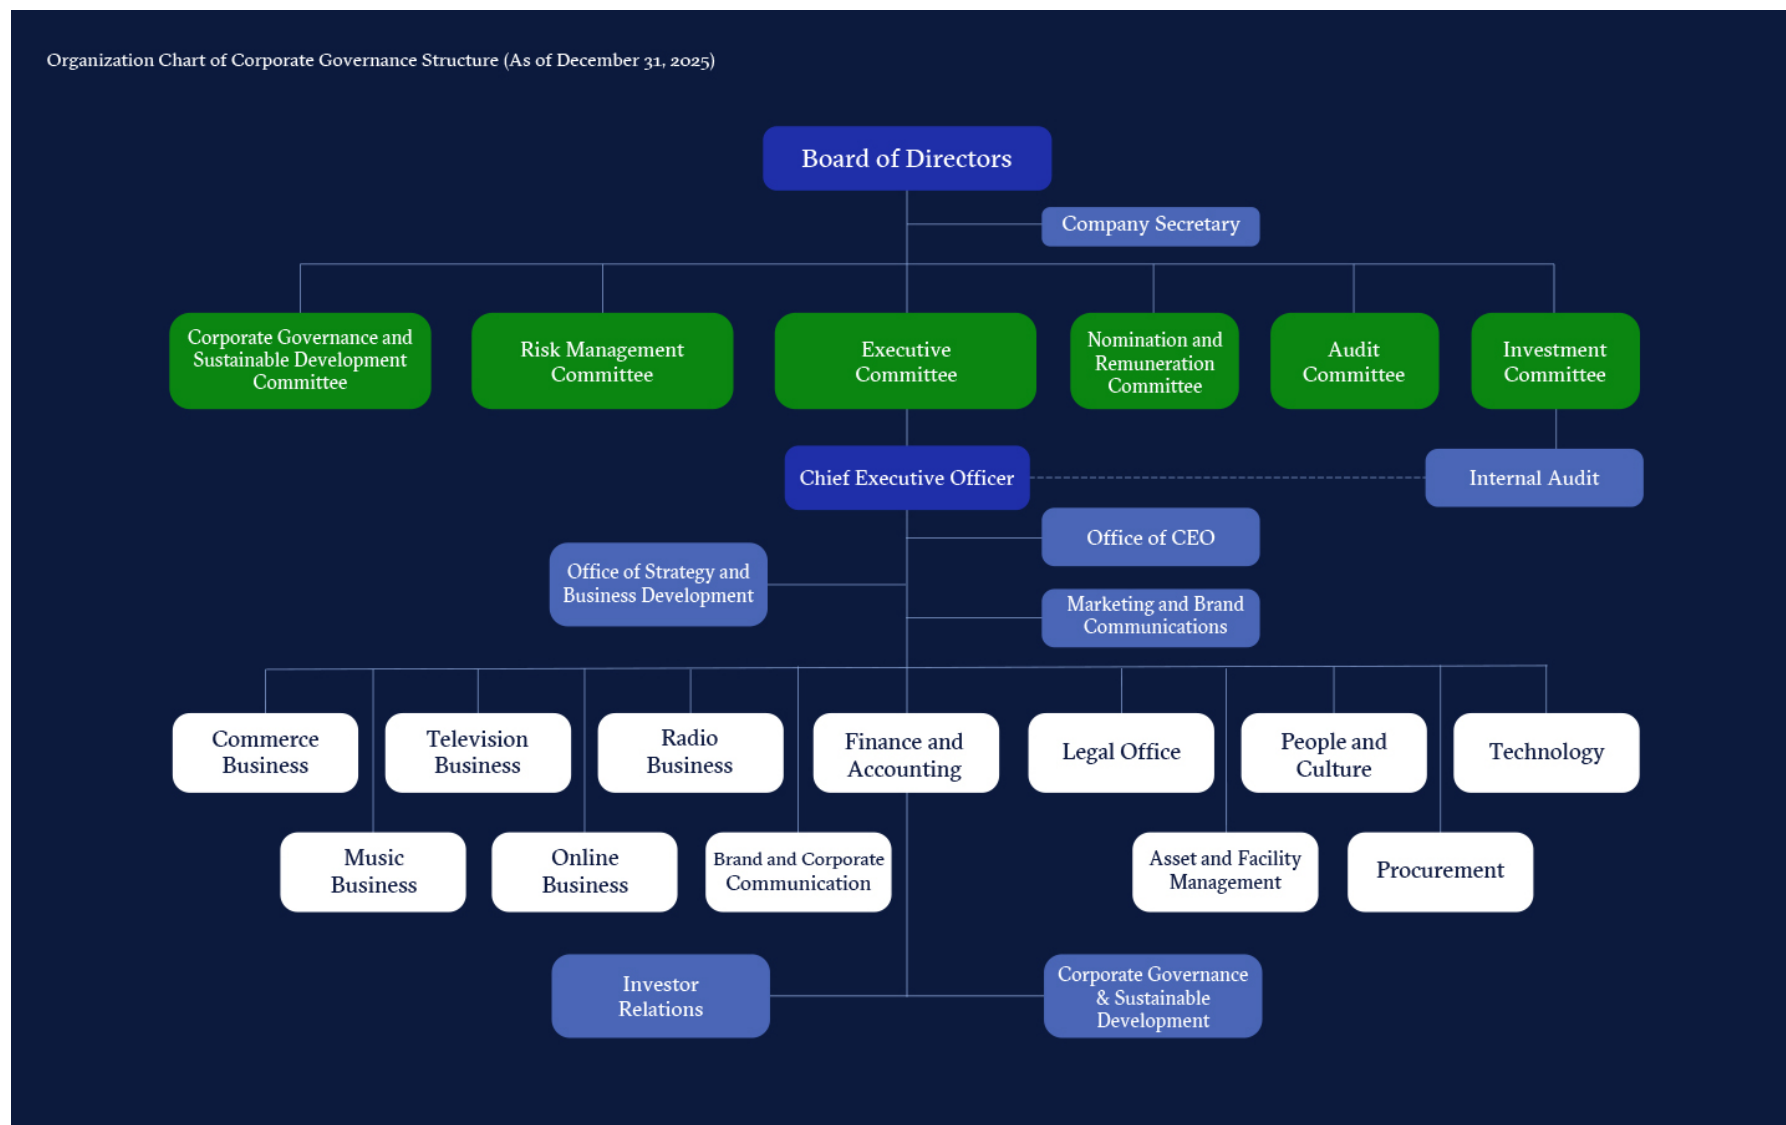 Organization Chart of Corporate Governance Structure (As of December 31, 2025)
Board of Directors
Company Secretary
Corporate Governance and
Sustainable Development
Committee
Risk Management
Committee
Executive
Committee
Nomination and
Remuneration
Committee
Audit
Committee
Investment
Committee
Chief Executive Officer
Internal Audit
Office of CEO
Office of Strategy and
Business Development
Marketing and Brand
Communications
Commerce
Business
Television
Business
Radio
Business
Finance and
Accounting
Legal Office
People and
Culture
Technology
Music
Business
Online
Business
Brand and Corporate
Communication
Asset and Facility
Management
Procurement
Investor
Relations
Corporate Governance
& Sustainable
Development